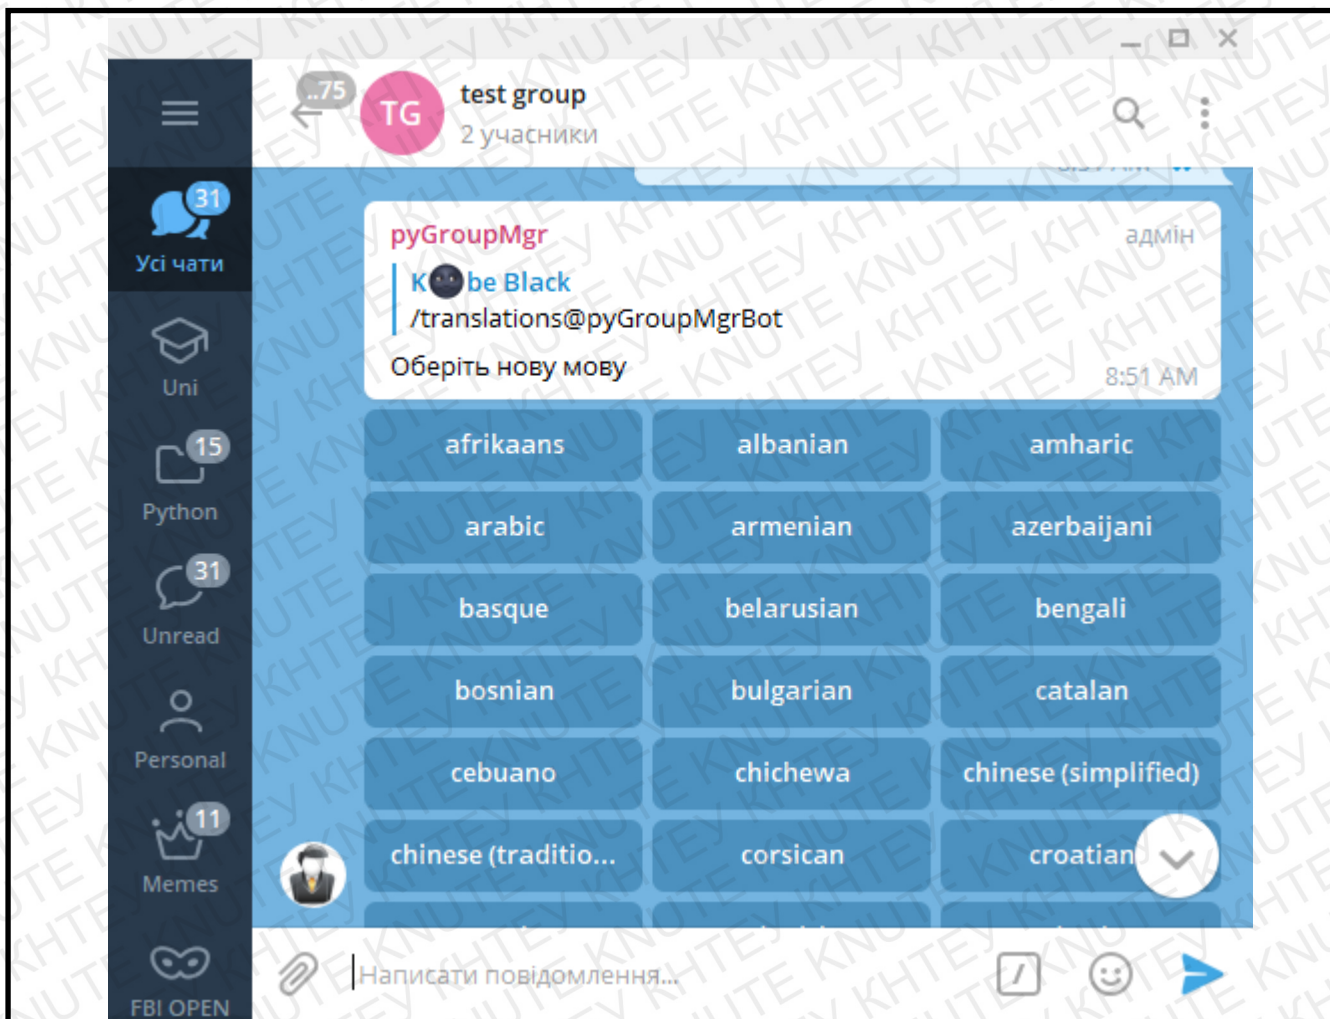 ..75
TG
test group
2 учасники
31
Усі чати
Uni
15
Python
31
Unread
Personal
11
Memes
FBI OPEN
pyGroupMgr
адмін
K🌚be Black
/translations@pyGroupMgrBot
Оберіть нову мову
8:51 AM
afrikaans albanian amharic
arabic armenian azerbaijani
basque belarusian bengali
bosnian bulgarian catalan
cebuano chichewa chinese (simplified)
chinese (traditio... corsican croatian
Написати повідомлення...